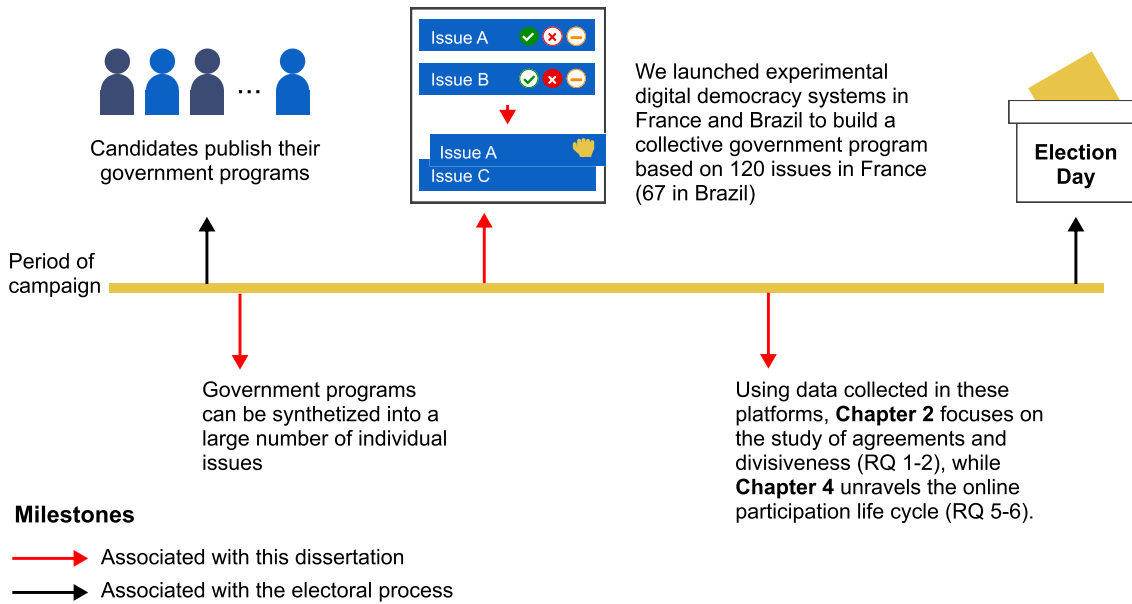 Issue A
Issue B
Issue A
Issue C
...
Candidates publish their
government programs
We launched experimental
digital democracy systems in
France and Brazil to build a
collective government program
based on 120 issues in France
(67 in Brazil)
Election
Day
Period of
campaign
Government programs
can be synthetized into a
large number of individual
issues
Using data collected in these
platforms, Chapter 2 focuses on
the study of agreements and
divisiveness (RQ 1-2), while
Chapter 4 unravels the online
participation life cycle (RQ 5-6).
Milestones
Associated with this dissertation
Associated with the electoral process